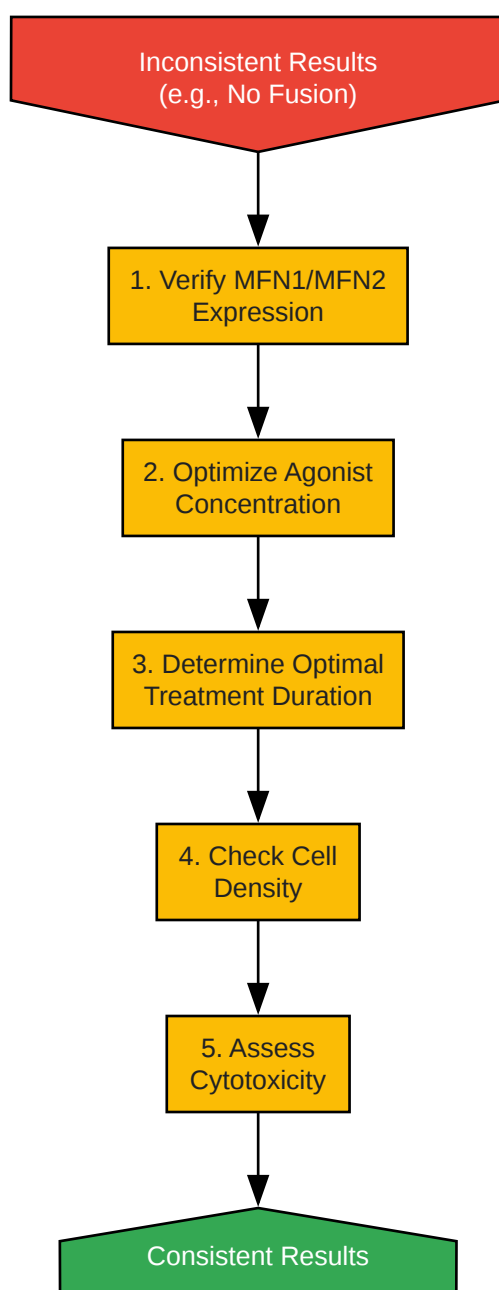 Inconsistent Results
(e.g., No Fusion)
1. Verify MFN1/MFN2
Expression
2. Optimize Agonist
Concentration
3. Determine Optimal
Treatment Duration
4. Check Cell
Density
5. Assess
Cytotoxicity
Consistent Results